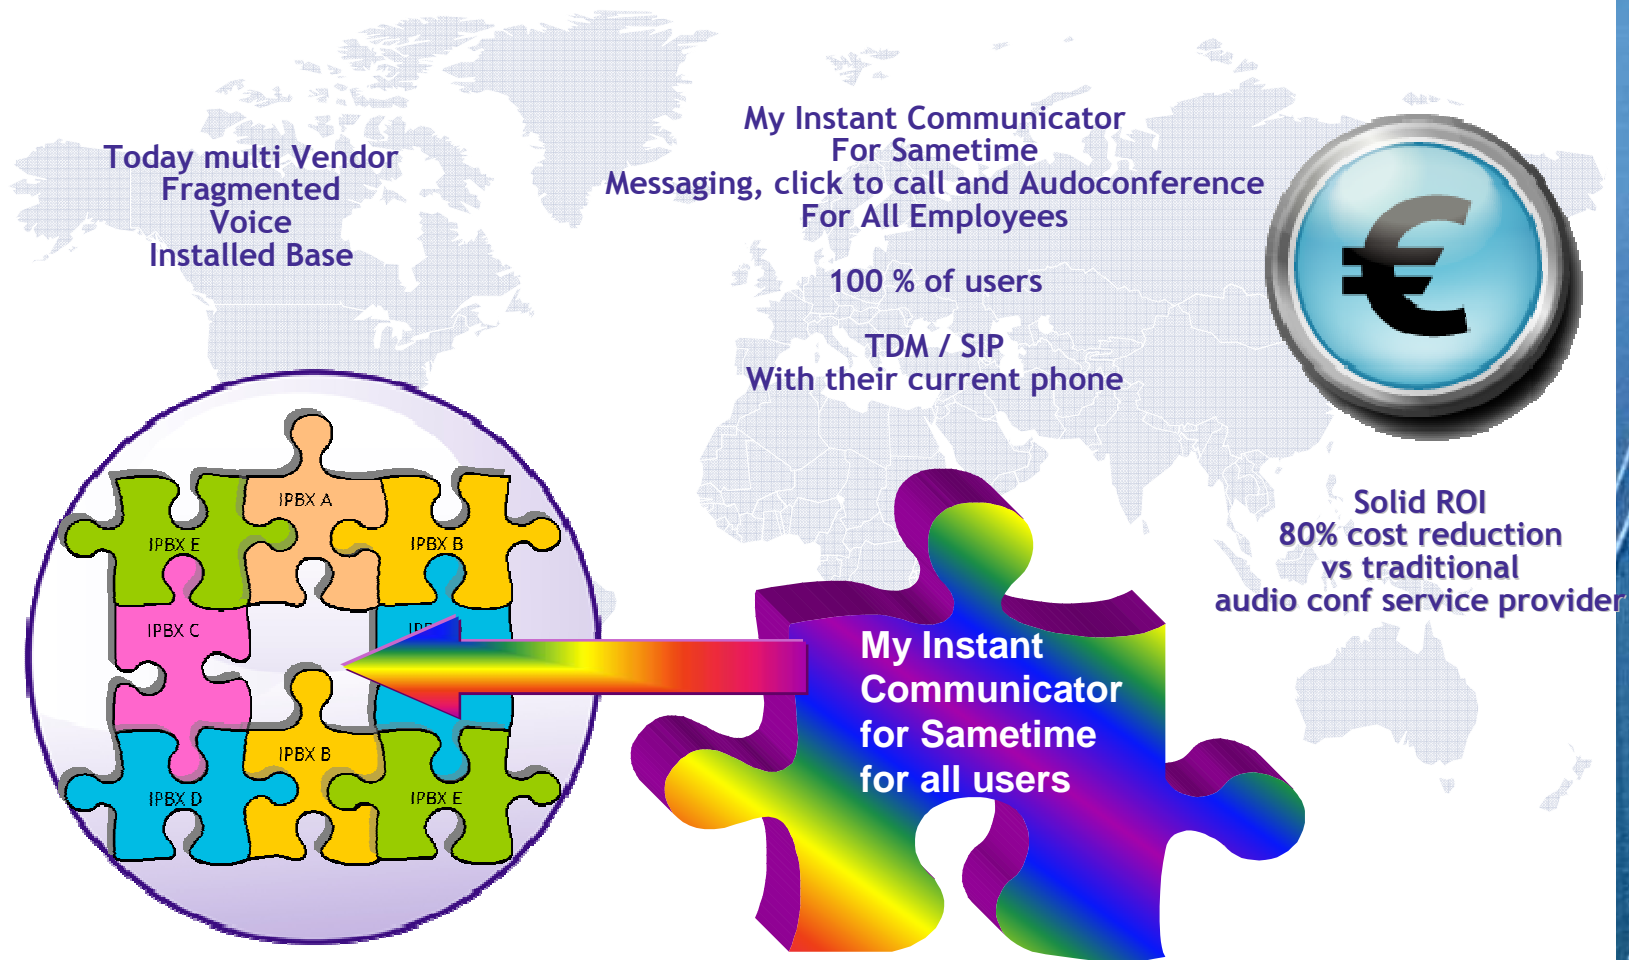 Today multi Vendor
Fragmented
Voice
Installed Base
My Instant Communicator
For Sametime
Messaging, click to call and Audoconference
For All Employees
100 % of users
TDM / SIP
With their current phone
Solid ROI
80% cost reduction
vs traditional
audio conf service provider
IPBX A
IPBX E
IPBX B
IPBX C
IPBX B
IPBX D
IPBX E
My Instant
Communicator
for Sametime
for all users
€